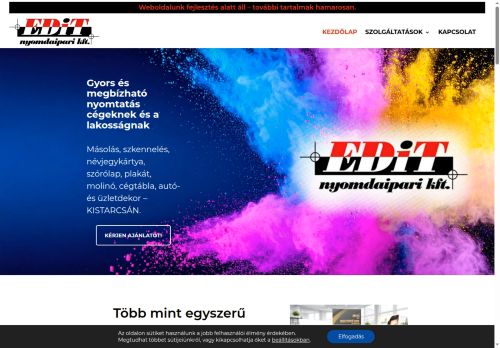 Weboldalunk fejlesztés alatt áll – további tartalmak hamarosan.
EDiT
nyomdaipari kft.
KEZDŐLAP
SZOLGÁLTATÁSOK
KAPCSOLAT
Gyors és
megbízható
nyomtatás
cégeknek és a
lakosságnak
Másolás, szkennelés,
névjegykártya,
szórólap, plakát,
molinó, cégtábla, autó-
és üzletdekor –
KISTARCSÁN.
KÉRJEN AJÁNLATOT!
EDiT
nyomdaipari kft.
Több mint egyszerű
Az oldalon sütiket használunk a jobb felhasználói élmény érdekében.
Megtudhat többet sütijeinkről, vagy kikapcsolhatja őket a beállításokban.
Elfogadás